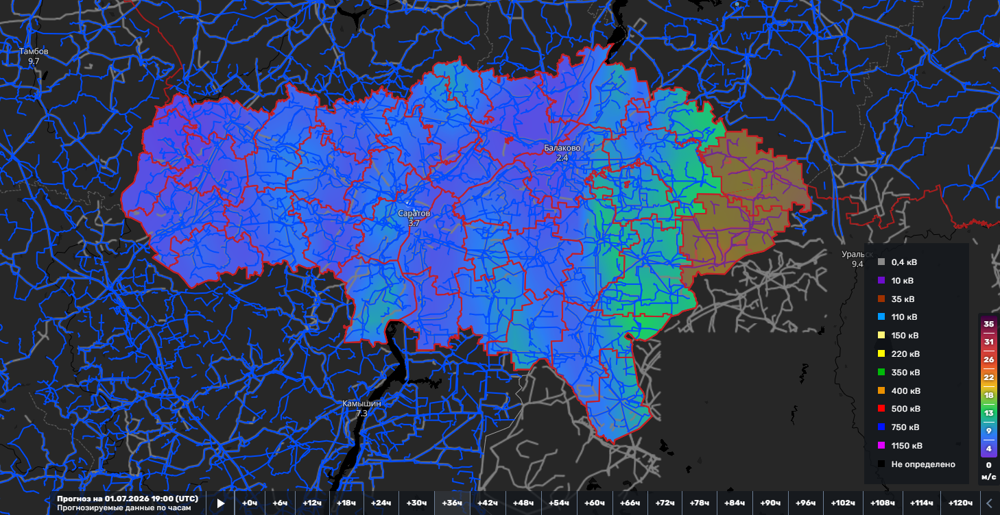 Тамбов
9.7
Балаково
2.4
Саратов
3.7
Уральск
9.4
Камышин
7.3
0,4 кВ
10 кВ
35 кВ
110 кВ
150 кВ
220 кВ
350 кВ
400 кВ
500 кВ
750 кВ
1150 кВ
Не определено
35
31
26
22
18
13
9
4
0
м/с
Прогноз на 01.07.2026 19:00 (UTC)
Прогнозируемые данные по часам
+0ч +6ч +12ч +18ч +24ч +30ч +36ч +42ч +48ч +54ч +60ч +66ч +72ч +78ч +84ч +90ч +96ч +102ч +108ч +114ч +120ч